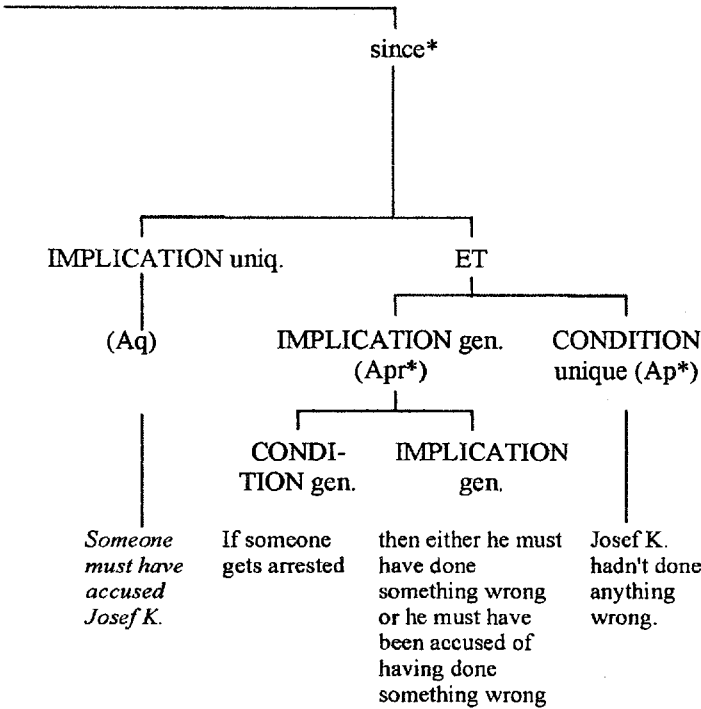 since*
IMPLICATION uniq.
ET
(Aq)
IMPLICATION gen.
(Apr*)
CONDITION
unique (Ap*)
CONDI-
TION gen.
IMPLICATION
gen.
Someone
must have
accused
Josef K.
If someone
gets arrested
then either he must
have done
something wrong
or he must have
been accused of
having done
something wrong
Josef K.
hadn't done
anything
wrong.